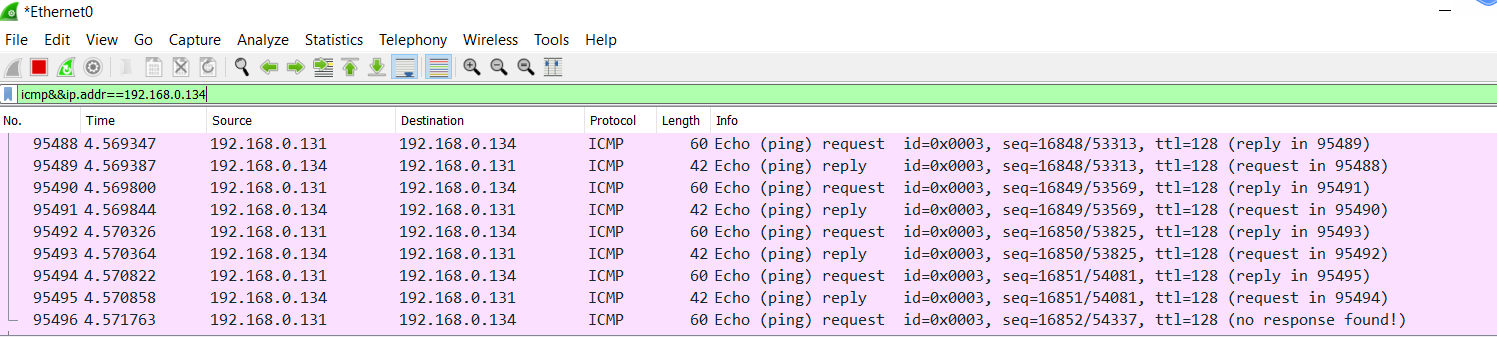 *Ethernet0
File Edit View Go Capture Analyze Statistics Telephony Wireless Tools Help
icmp&&ip.addr==192.168.0.134
No. Time Source Destination Protocol Length Info
95488 4.569347 192.168.0.131 192.168.0.134 ICMP 60 Echo (ping) request id=0x0003, seq=16848/53313, ttl=128 (reply in 95489)
95489 4.569387 192.168.0.134 192.168.0.131 ICMP 42 Echo (ping) reply id=0x0003, seq=16848/53313, ttl=128 (request in 95488)
95490 4.569800 192.168.0.131 192.168.0.134 ICMP 60 Echo (ping) request id=0x0003, seq=16849/53569, ttl=128 (reply in 95491)
95491 4.569844 192.168.0.134 192.168.0.131 ICMP 42 Echo (ping) reply id=0x0003, seq=16849/53569, ttl=128 (request in 95490)
95492 4.570326 192.168.0.131 192.168.0.134 ICMP 60 Echo (ping) request id=0x0003, seq=16850/53825, ttl=128 (reply in 95493)
95493 4.570364 192.168.0.134 192.168.0.131 ICMP 42 Echo (ping) reply id=0x0003, seq=16850/53825, ttl=128 (request in 95492)
95494 4.570822 192.168.0.131 192.168.0.134 ICMP 60 Echo (ping) request id=0x0003, seq=16851/54081, ttl=128 (reply in 95495)
95495 4.570858 192.168.0.134 192.168.0.131 ICMP 42 Echo (ping) reply id=0x0003, seq=16851/54081, ttl=128 (request in 95494)
95496 4.571763 192.168.0.131 192.168.0.134 ICMP 60 Echo (ping) request id=0x0003, seq=16852/54337, ttl=128 (no response found!)